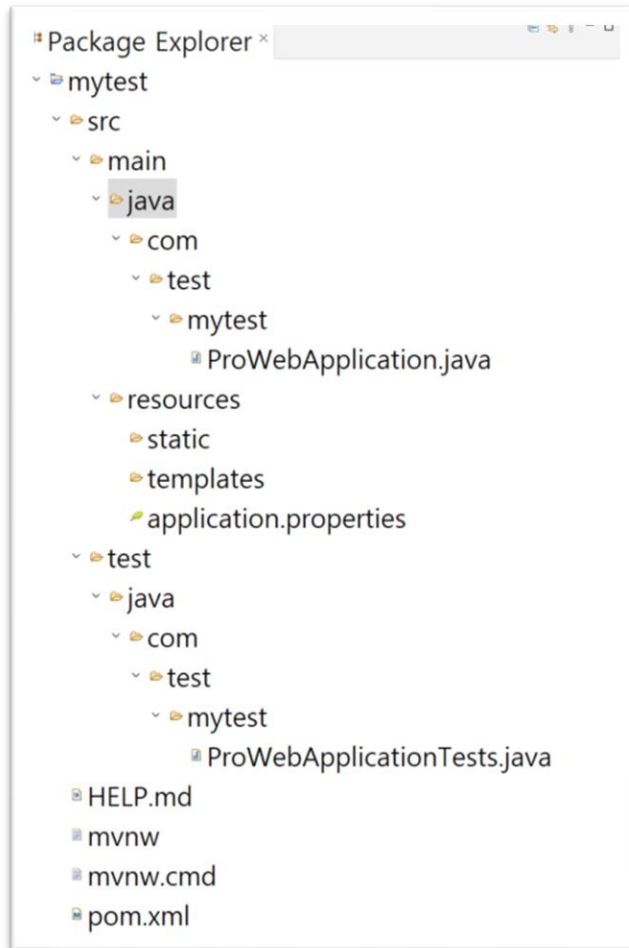 Package Explorer
mytest
src
main
java
com
test
mytest
ProWebApplication.java
resources
static
templates
application.properties
test
java
com
test
mytest
ProWebApplicationTests.java
HELP.md
mvnw
mvnw.cmd
pom.xml